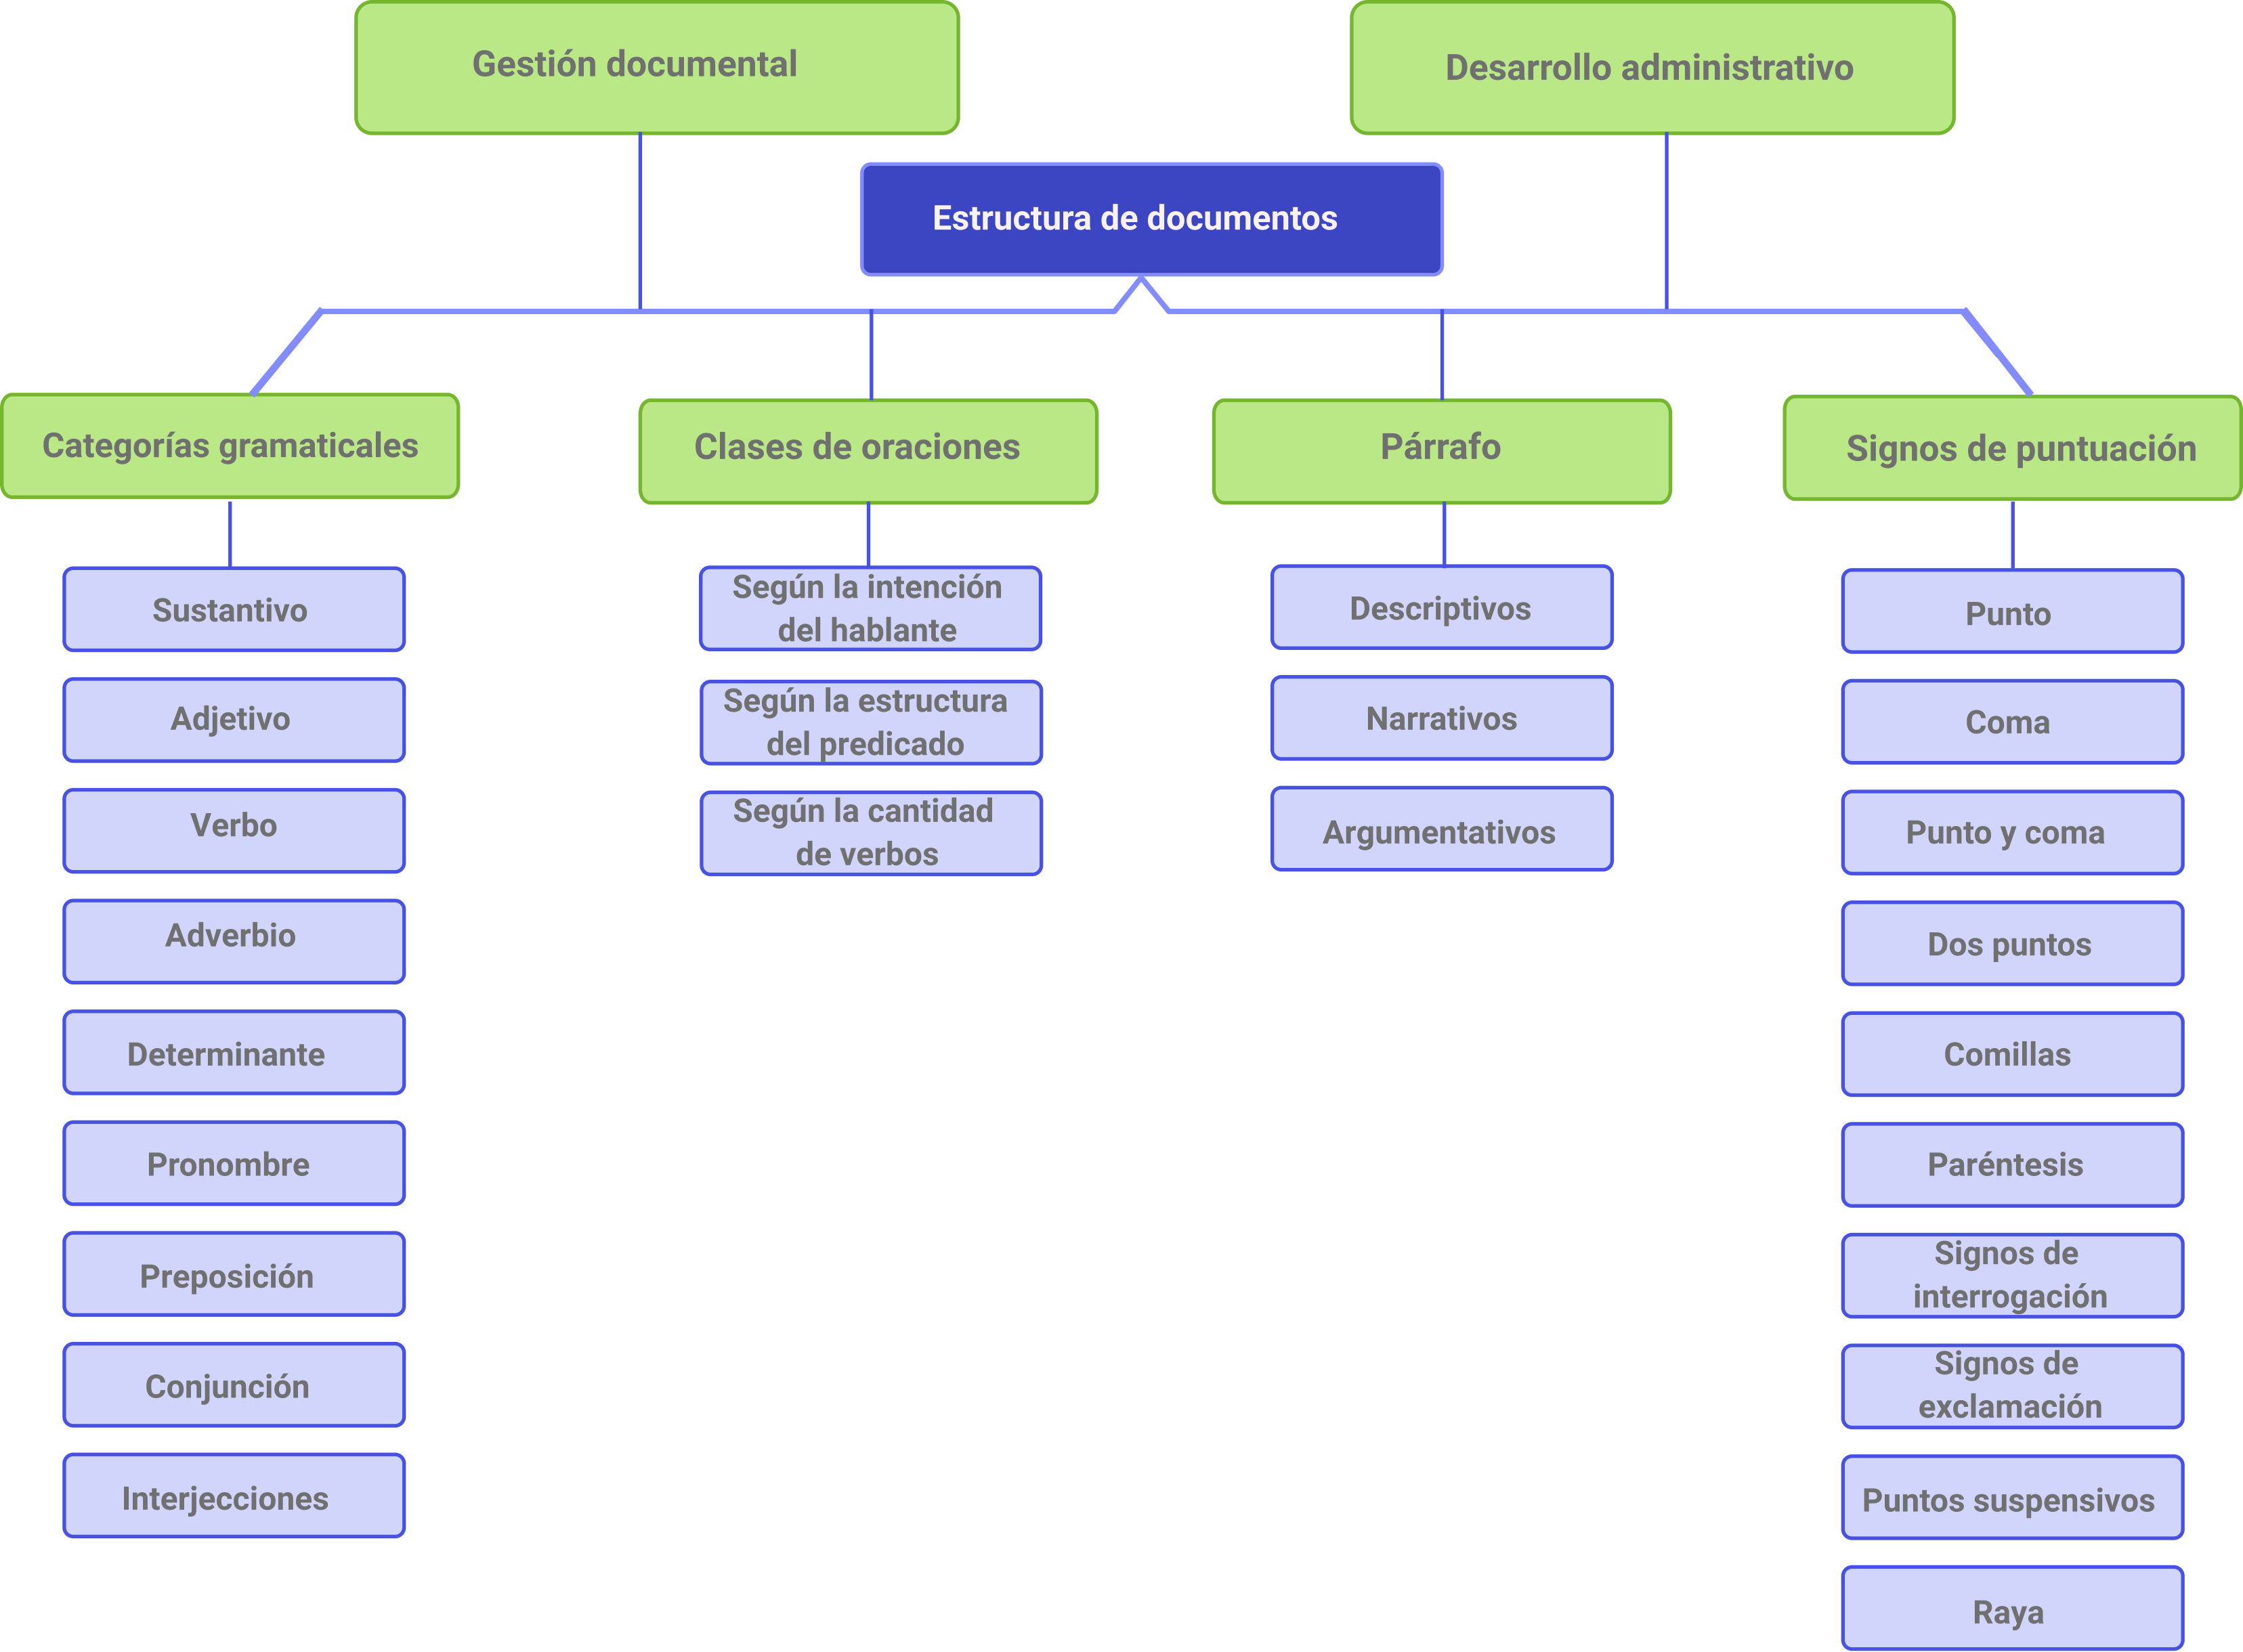 Gestión documental
Desarrollo administrativo
Estructura de documentos
Categorías gramaticales
Clases de oraciones
Párrafo
Signos de puntuación
Sustantivo
Adjetivo
Verbo
Adverbio
Determinante
Pronombre
Preposición
Conjunción
Interjecciones
Según la intención
del hablante
Según la estructura
del predicado
Según la cantidad
de verbos
Descriptivos
Narrativos
Argumentativos
Punto
Coma
Punto y coma
Dos puntos
Comillas
Paréntesis
Signos de
interrogación
Signos de
exclamación
Puntos suspensivos
Raya